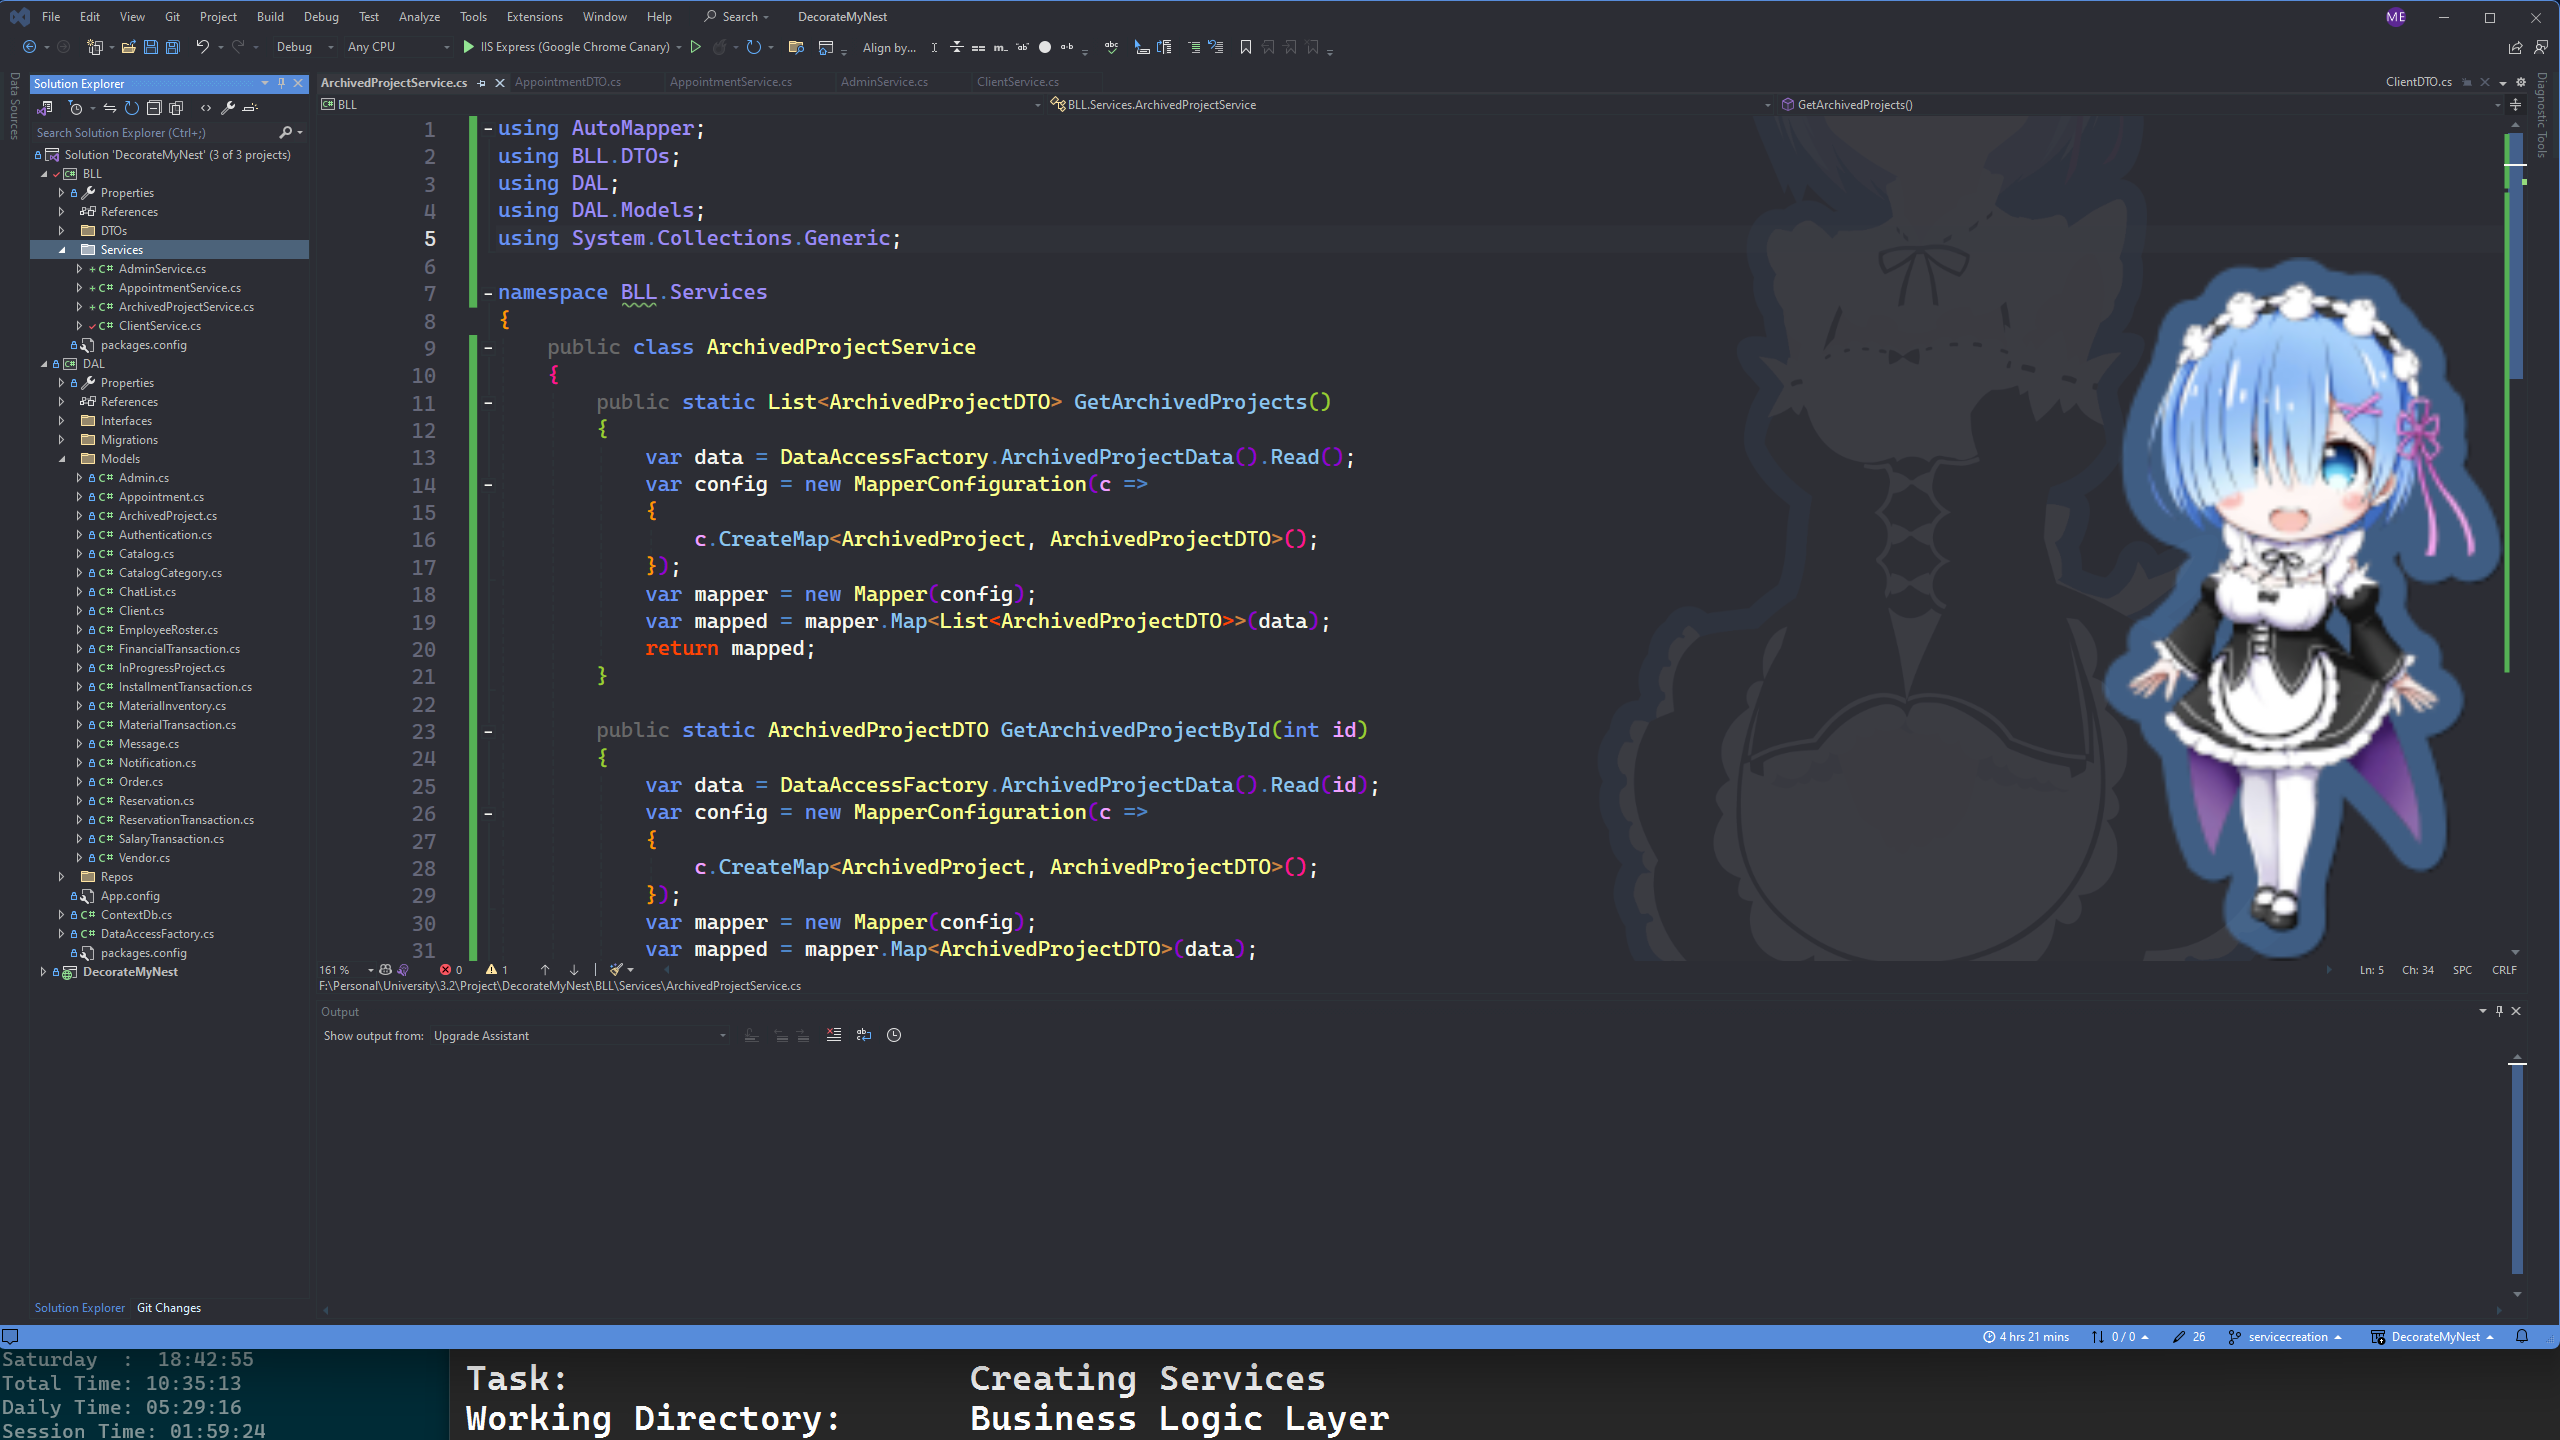 File Edit View Git Project Build Debug Test Analyze Tools Extensions Window Help Search DecorateMyNest ME
Debug Any CPU IIS Express (Google Chrome Canary) Align by...
Data Sources
Solution Explorer
Search Solution Explorer (Ctrl+;)
Solution 'DecorateMyNest' (3 of 3 projects)
BLL
Properties
References
DTOs
Services
AdminService.cs
AppointmentService.cs
ArchivedProjectService.cs
ClientService.cs
packages.config
DAL
Properties
References
Interfaces
Migrations
Models
Admin.cs
Appointment.cs
ArchivedProject.cs
Authentication.cs
Catalog.cs
CatalogCategory.cs
ChatList.cs
Client.cs
EmployeeRoster.cs
FinancialTransaction.cs
InProgressProject.cs
InstallmentTransaction.cs
MaterialInventory.cs
MaterialTransaction.cs
Message.cs
Notification.cs
Order.cs
Reservation.cs
ReservationTransaction.cs
SalaryTransaction.cs
Vendor.cs
Repos
App.config
ContextDb.cs
DataAccessFactory.cs
packages.config
DecorateMyNest
Solution Explorer Git Changes
ArchivedProjectService.cs AppointmentDTO.cs AppointmentService.cs AdminService.cs ClientService.cs ClientDTO.cs
BLL BLL.Services.ArchivedProjectService GetArchivedProjects()
1 using AutoMapper;
2 using BLL.DTOs;
3 using DAL;
4 using DAL.Models;
5 using System.Collections.Generic;
6
7 namespace BLL.Services
8 {
9 public class ArchivedProjectService
10 {
11 public static List<ArchivedProjectDTO> GetArchivedProjects()
12 {
13 var data = DataAccessFactory.ArchivedProjectData().Read();
14 var config = new MapperConfiguration(c =>
15 {
16 c.CreateMap<ArchivedProject, ArchivedProjectDTO>();
17 });
18 var mapper = new Mapper(config);
19 var mapped = mapper.Map<List<ArchivedProjectDTO>>(data);
20 return mapped;
21 }
22
23 public static ArchivedProjectDTO GetArchivedProjectById(int id)
24 {
25 var data = DataAccessFactory.ArchivedProjectData().Read(id);
26 var config = new MapperConfiguration(c =>
27 {
28 c.CreateMap<ArchivedProject, ArchivedProjectDTO>();
29 });
30 var mapper = new Mapper(config);
31 var mapped = mapper.Map<ArchivedProjectDTO>(data);
161 % 0 1 Ln: 5 Ch: 34 SPC CRLF
F:\Personal\University\3.2\Project\DecorateMyNest\BLL\Services\ArchivedProjectService.cs
Diagnostic Tools
Output
Show output from: Upgrade Assistant
4 hrs 21 mins 0 / 0 26 servicecreation DecorateMyNest
Saturday : 18:42:55
Total Time: 10:35:13
Daily Time: 05:29:16
Session Time: 01:59:24
Task: Creating Services
Working Directory: Business Logic Layer